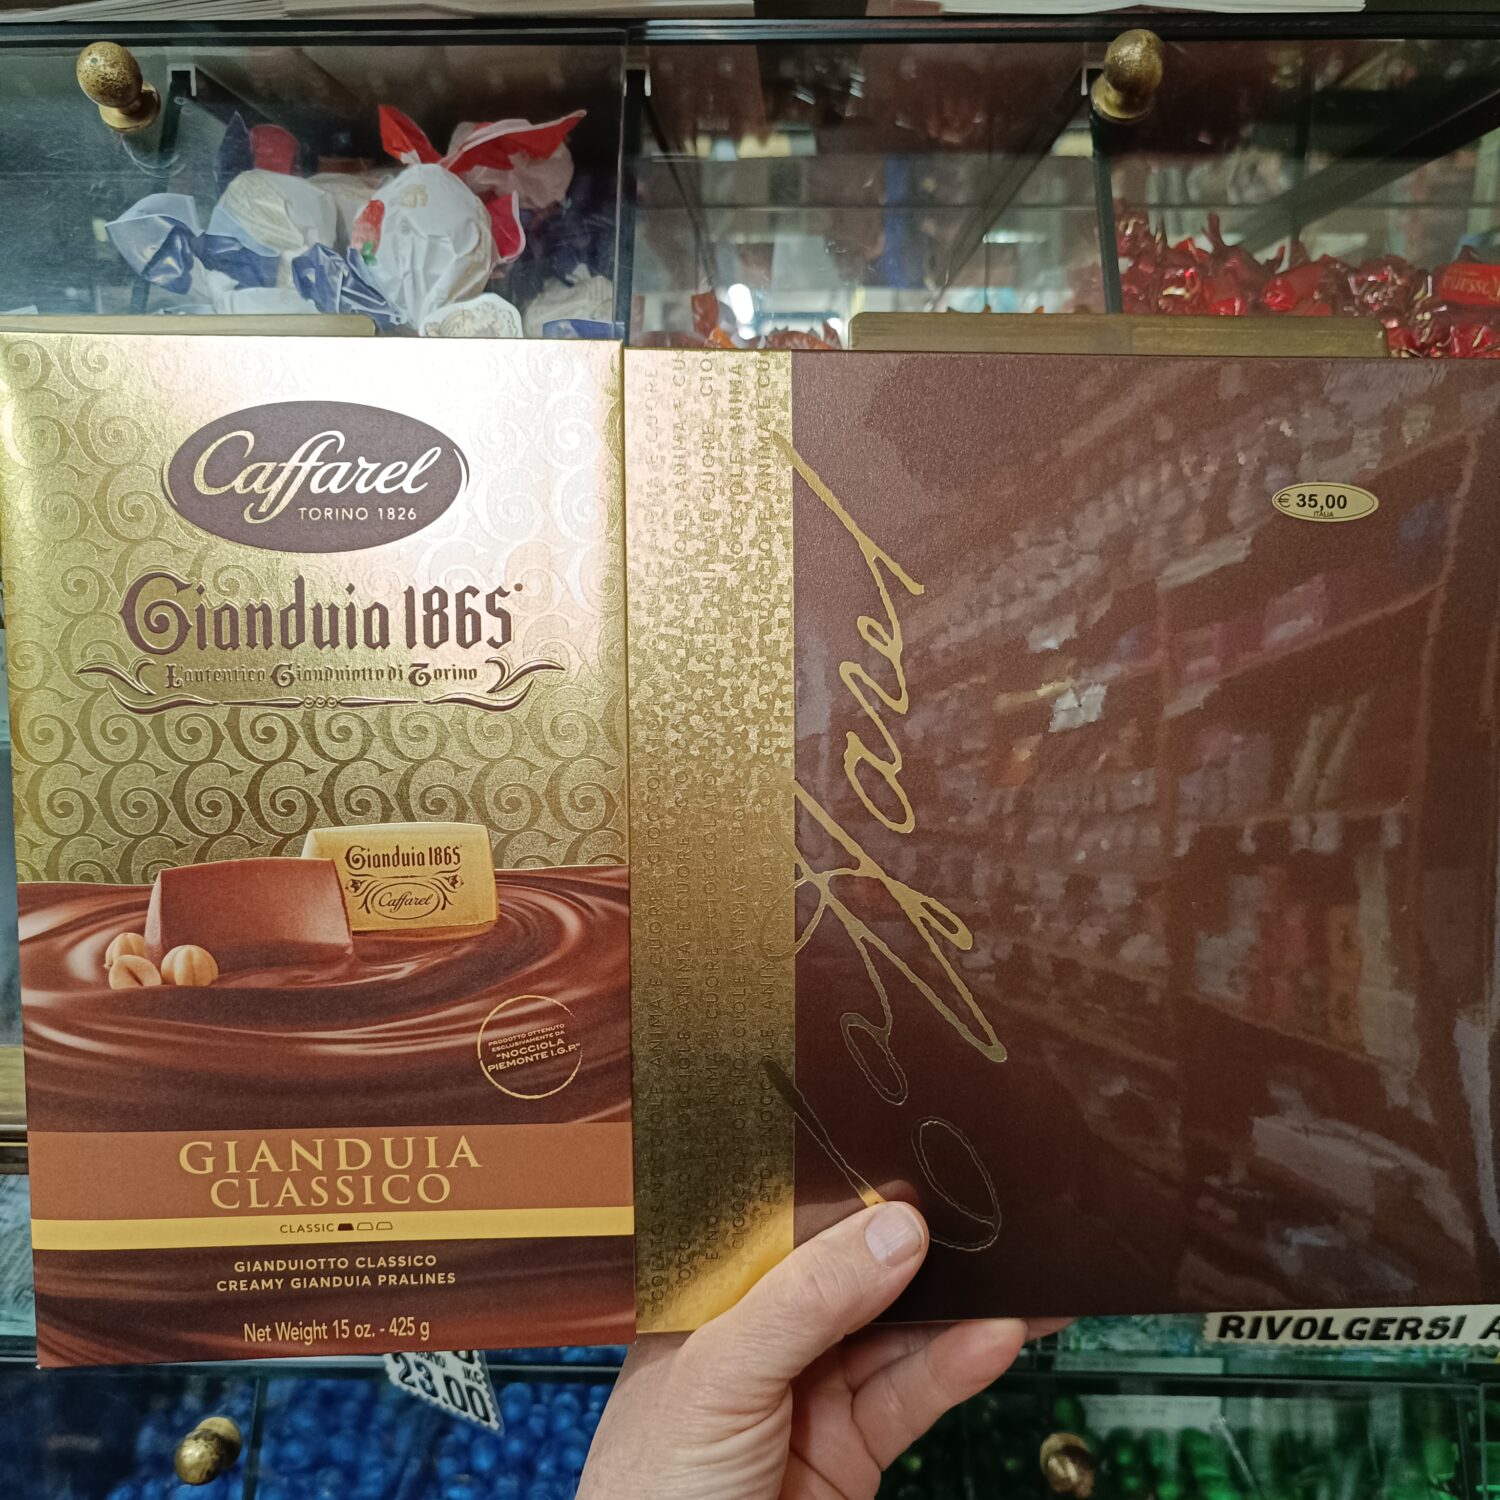 Caffarel
TORINO 1826
Gianduia 1865
L'autentico Gianduiotto di Torino
Gianduia 1865
Caffarel
PRODOTTO OTTENUTO
ESCLUSIVAMENTE DA
"NOCCIOLA
PIEMONTE I.G.P."
GIANDUIA
CLASSICO
CLASSIC
GIANDUIOTTO CLASSICO
CREAMY GIANDUIA PRALINES
Net Weight 15 oz. - 425 g
Caffarel
€ 35,00
ITALIA
23.00
RIVOLGERSI A